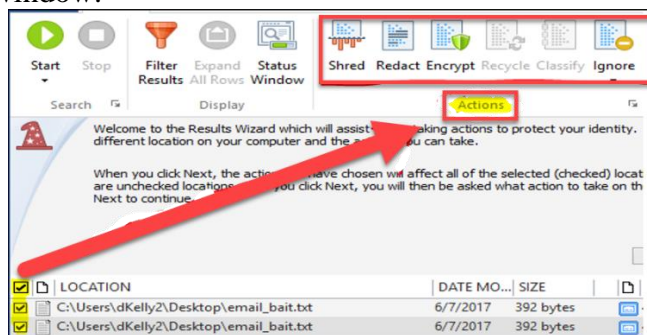 window.
Start Stop Filter Results Expand All Rows Status Window Shred Redact Encrypt Recycle Classify Ignore
Search Display Actions
Welcome to the Results Wizard which will assist taking actions to protect your identity.
different location on your computer and the can take.
When you click Next, the have chosen will affect all of the selected (checked) locat
are unchecked click Next, you will then be asked what action to take on th
Next to continue.
LOCATION DATE MO... SIZE
C:\Users\dKelly2\Desktop\email_bait.txt 6/7/2017 392 bytes
C:\Users\dKelly2\Desktop\email_bait.txt 6/7/2017 392 bytes